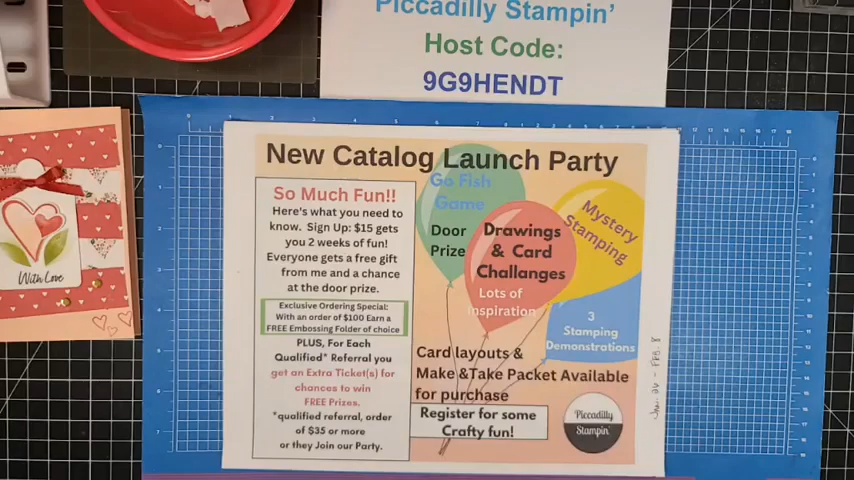 Piccadilly Stampin'
Host Code:
9G9HENDT
New Catalog Launch Party
So Much Fun!!
Here's what you need to
know. Sign Up: $15 gets
you 2 weeks of fun!
Everyone gets a free gift
from me and a chance
at the door prize.
Exclusive Ordering Special:
With an order of $100 Earn a
FREE Embossing Folder of choice
PLUS, For Each
Qualified* Referral you
get an Extra Ticket(s) for
chances to win
FREE Prizes.
*qualified referral, order
of $35 or more
or they Join our Party.
Go Fish
Game
Door
Prize
Drawings
& Card
Challanges
Lots of
Inspiration
Mystery
Stamping
3
Stamping
Demonstrations
Card layouts &
Make &Take Packet Available
for purchase
Register for some
Crafty fun!
Piccadilly
Stampin'
Jan. 26 - Feb. 8
With Love